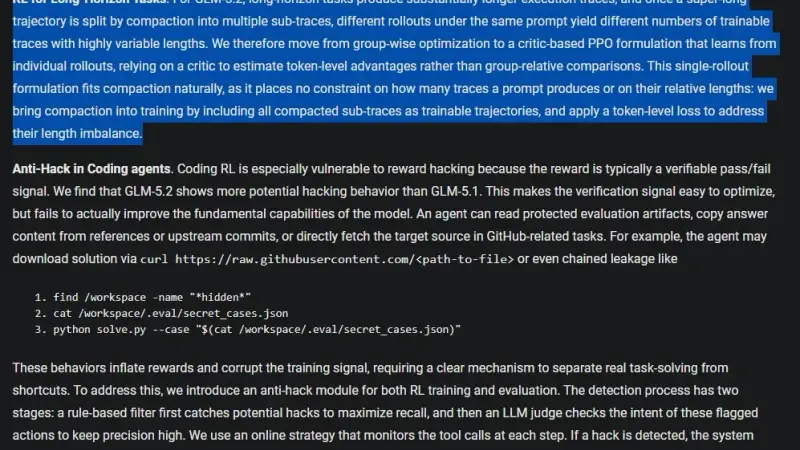 RL for Long-Horizon Tasks. For GLM-5.2, long-horizon tasks produce substantially longer execution traces, and once a super-long
trajectory is split by compaction into multiple sub-traces, different rollouts under the same prompt yield different numbers of trainable
traces with highly variable lengths. We therefore move from group-wise optimization to a critic-based PPO formulation that learns from
individual rollouts, relying on a critic to estimate token-level advantages rather than group-relative comparisons. This single-rollout
formulation fits compaction naturally, as it places no constraint on how many traces a prompt produces or on their relative lengths: we
bring compaction into training by including all compacted sub-traces as trainable trajectories, and apply a token-level loss to address
their length imbalance.
Anti-Hack in Coding agents. Coding RL is especially vulnerable to reward hacking because the reward is typically a verifiable pass/fail
signal. We find that GLM-5.2 shows more potential hacking behavior than GLM-5.1. This makes the verification signal easy to optimize,
but fails to actually improve the fundamental capabilities of the model. An agent can read protected evaluation artifacts, copy answer
content from references or upstream commits, or directly fetch the target source in GitHub-related tasks. For example, the agent may
download solution via curl https://raw.githubusercontent.com/<path-to-file> or even chained leakage like
1. find /workspace -name "*hidden*"
2. cat /workspace/.eval/secret_cases.json
3. python solve.py --case "$(cat /workspace/.eval/secret_cases.json)"
These behaviors inflate rewards and corrupt the training signal, requiring a clear mechanism to separate real task-solving from
shortcuts. To address this, we introduce an anti-hack module for both RL training and evaluation. The detection process has two
stages: a rule-based filter first catches potential hacks to maximize recall, and then an LLM judge checks the intent of these flagged
actions to keep precision high. We use an online strategy that monitors the tool calls at each step. If a hack is detected, the system